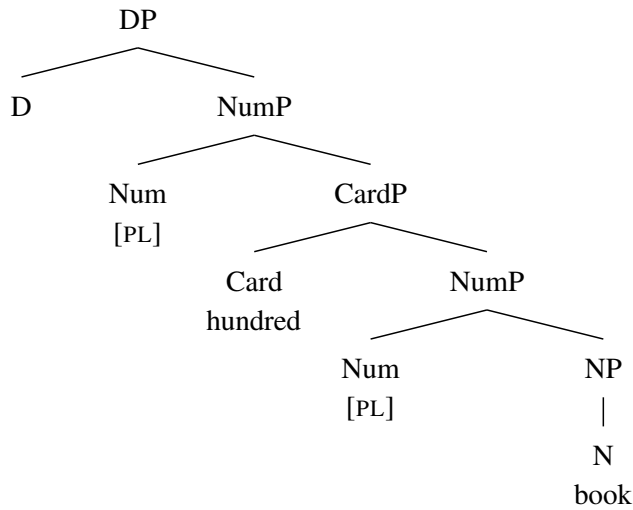 DP
D NumP
Num CardP
[PL]
Card NumP
hundred
Num NP
[PL]
N
book